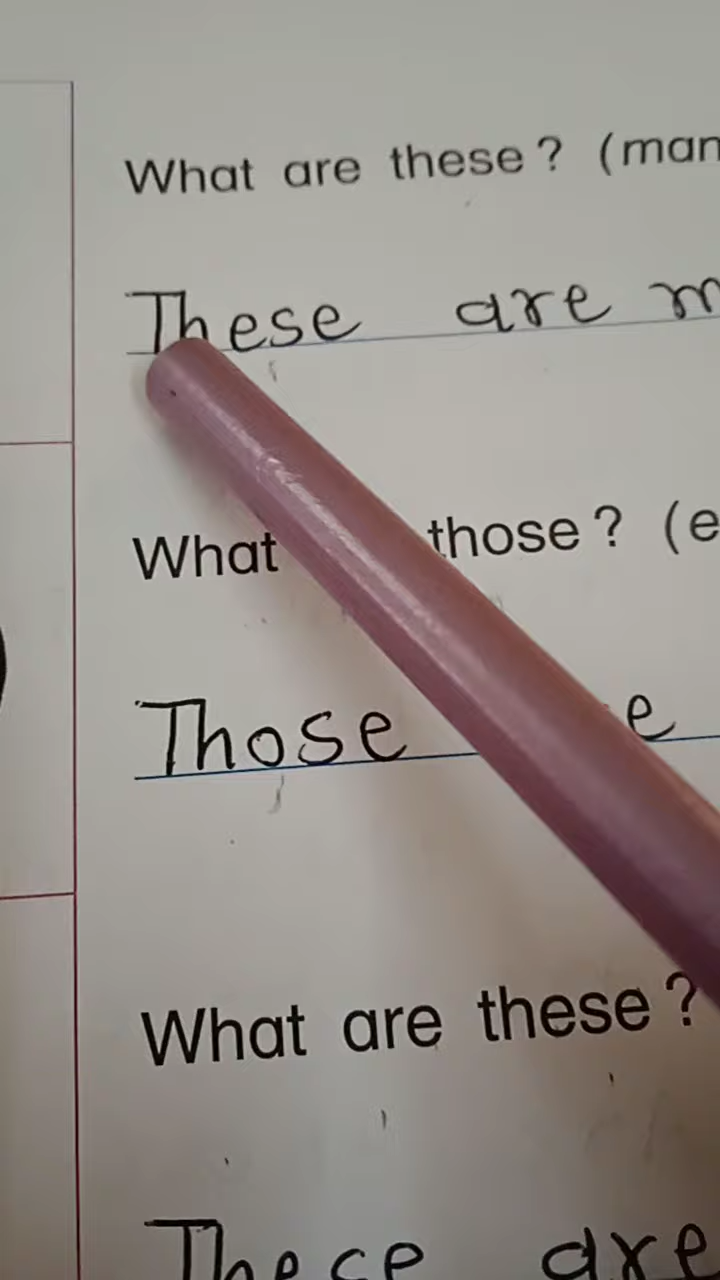 What are these? (man
These are m
What those? (e
Those e
What are these?
These are